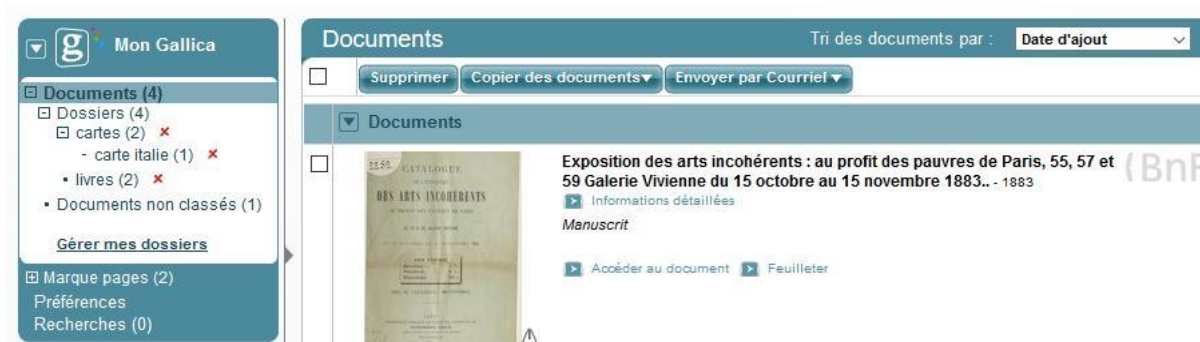 g Mon Gallica
Documents (4)
Dossiers (4)
cartes (2)
- carte italie (1)
livres (2)
Documents non classés (1)
Gérer mes dossiers
Marque pages (2)
Préférences
Recherches (0)
Documents
Tri des documents par : Date d'ajout
Supprimer Copier des documents Envoyer par Courriel
Documents
CATALOGUE
DES ARTS INCOHÉRENTS
Exposition des arts incohérents : au profit des pauvres de Paris, 55, 57 et
59 Galerie Vivienne du 15 octobre au 15 novembre 1883.. - 1883
Informations détaillées
Manuscrit
Accéder au document Feuilleter
{BnF